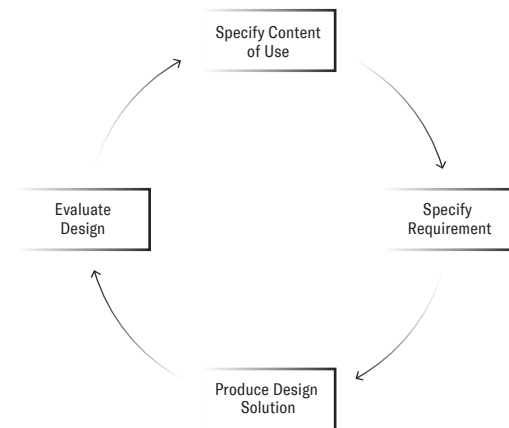 Specify Content
of Use
Specify
Requirement
Produce Design
Solution
Evaluate
Design